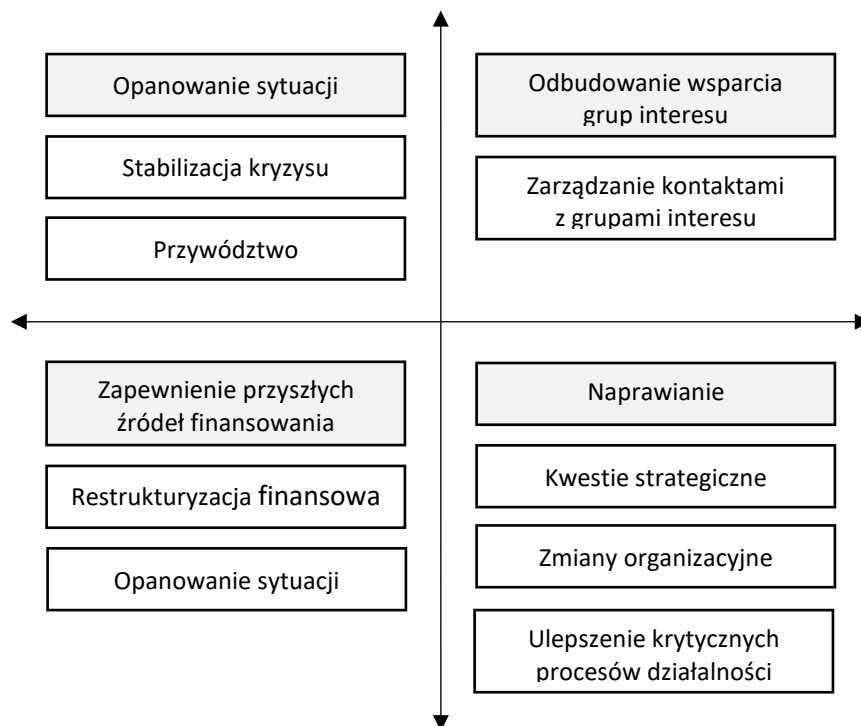 Opanowanie sytuacji
Stabilizacja kryzysu
Przywództwo
Odbudowanie wsparcia
grup interesu
Zarządzanie kontaktami
z grupami interesu
Zapewnienie przyszłych
źródeł finansowania
Restrukturyzacja finansowa
Opanowanie sytuacji
Naprawianie
Kwestie strategiczne
Zmiany organizacyjne
Ulepszenie krytycznych
procesów działalności